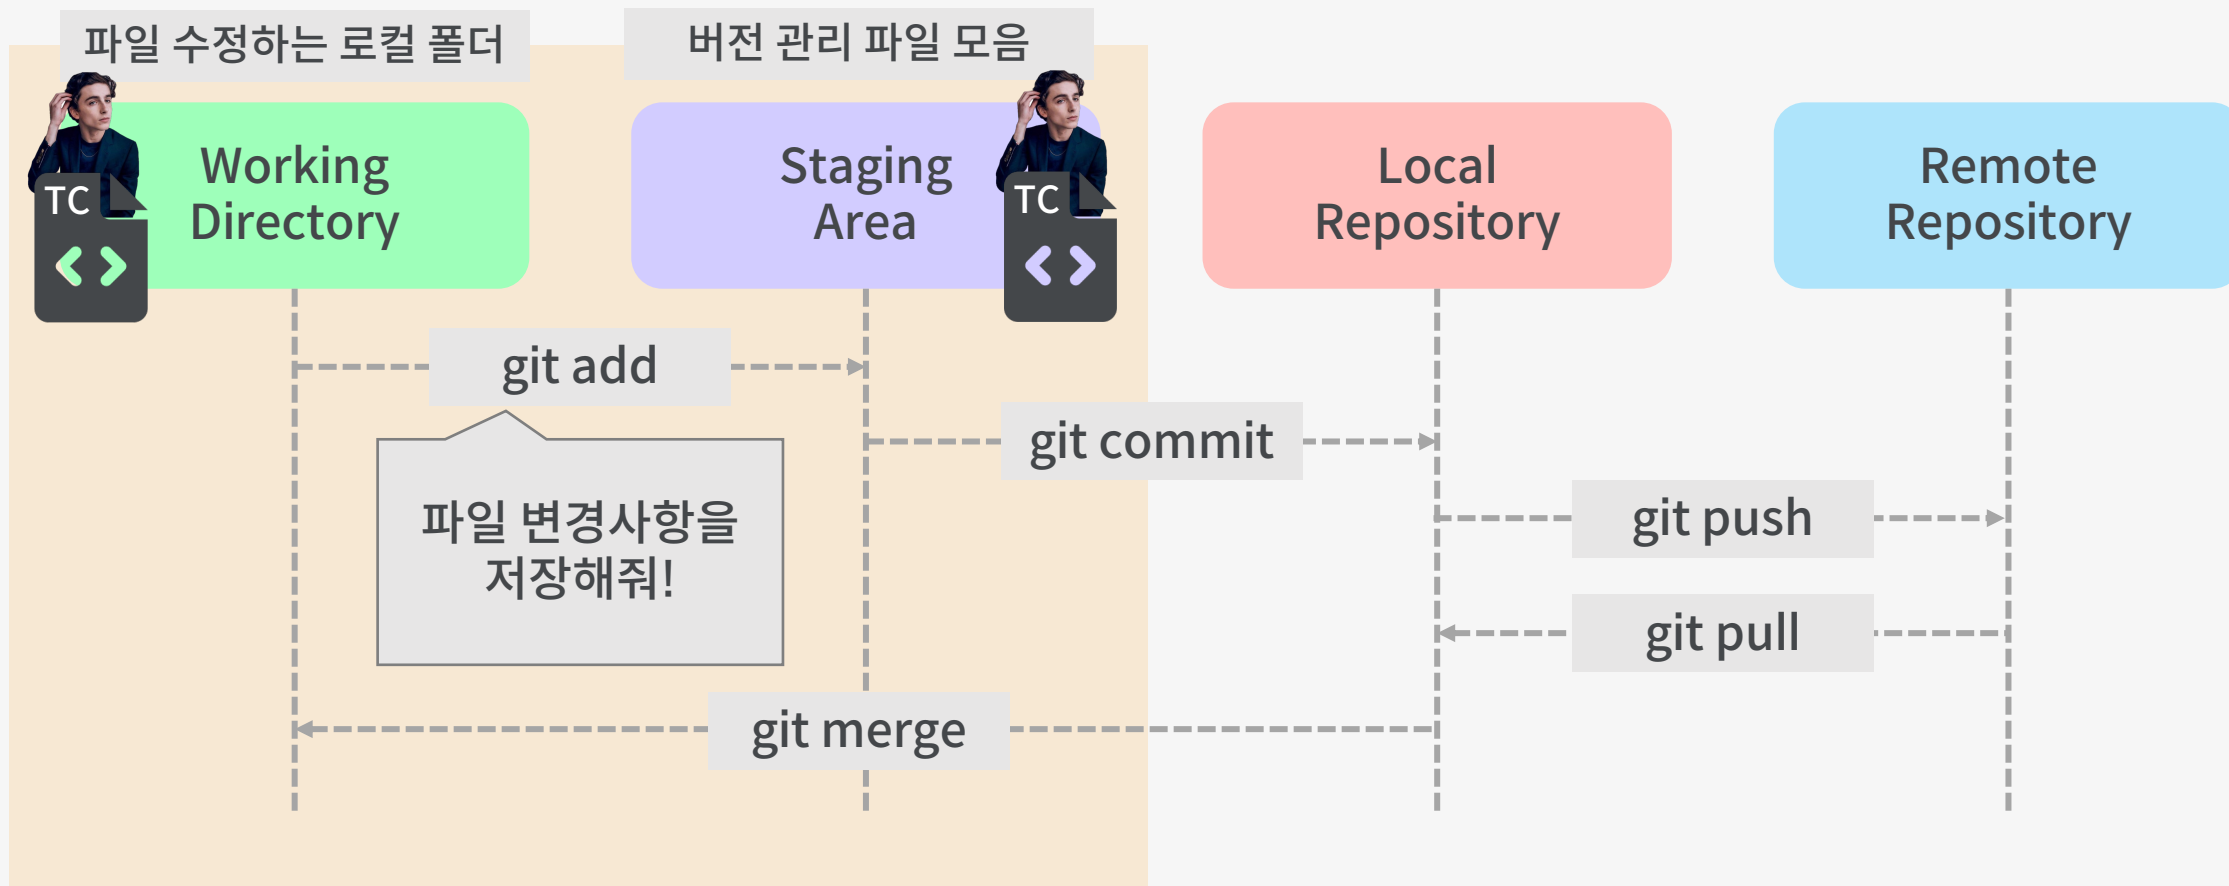 파일 수정하는 로컬 폴더
버전 관리 파일 모음
Working
Directory
Staging
Area
Local
Repository
Remote
Repository
TC
TC
git add
git commit
파일 변경사항을
저장해줘!
git push
git pull
git merge